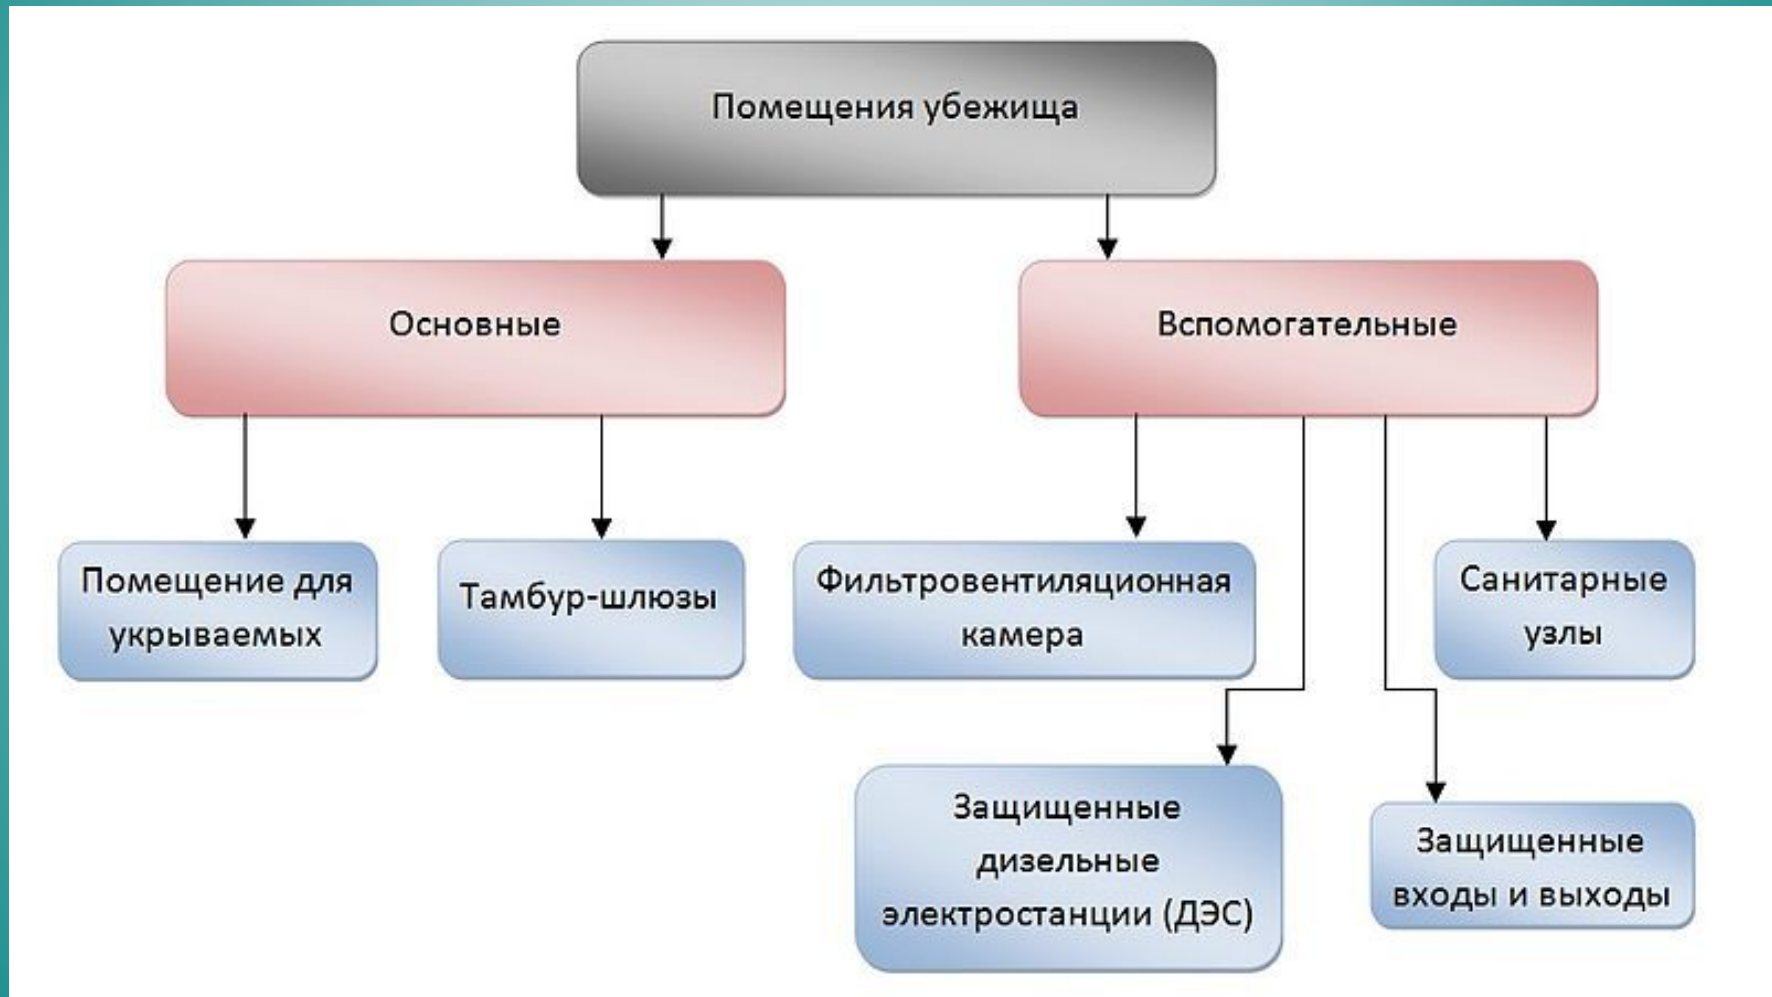 Помещения убежища
Основные
Вспомогательные
Помещение для
укрываемых
Тамбур-шлюзы
Фильтровентиляционная
камера
Санитарные
узлы
Защищенные
дизельные
электростанции (ДЭС)
Защищенные
входы и выходы